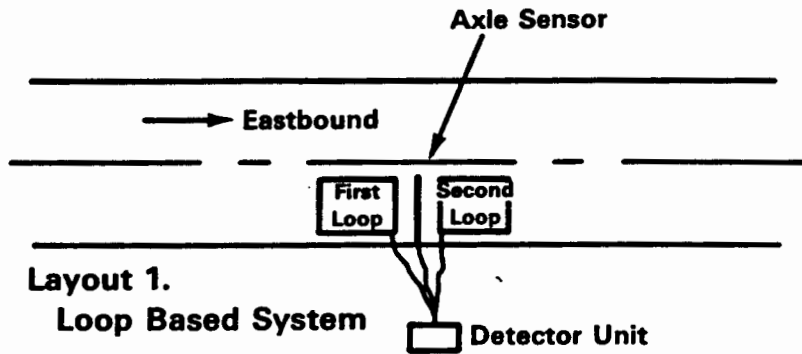 Axle Sensor
Eastbound
First
Loop
Second
Loop
Layout 1.
Loop Based System
Detector Unit